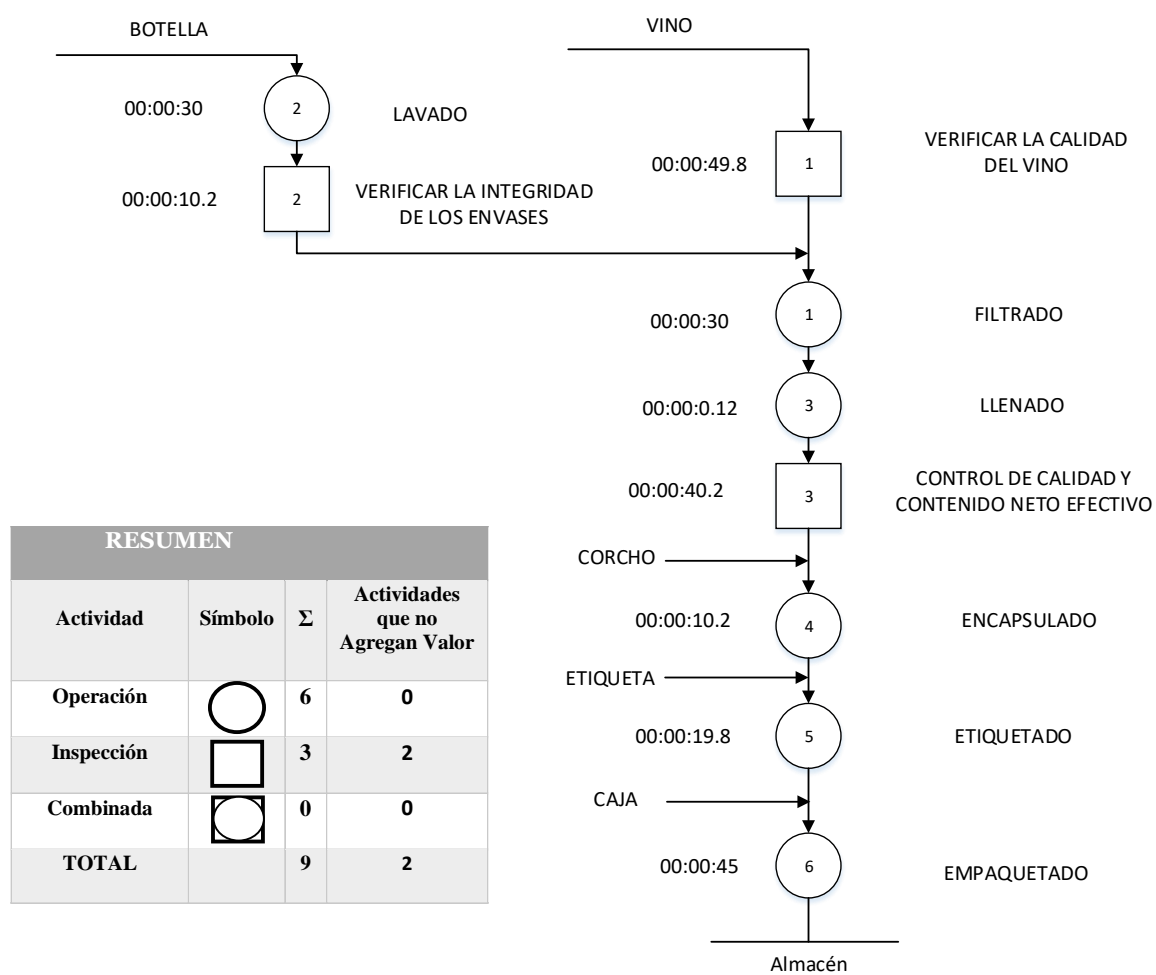 BOTELLA
00:00:30
2
LAVADO
00:00:10.2
2
VERIFICAR LA INTEGRIDAD
DE LOS ENVASES
VINO
00:00:49.8
1
VERIFICAR LA CALIDAD
DEL VINO
00:00:30
1
FILTRADO
00:00:0.12
3
LLENADO
00:00:40.2
3
CONTROL DE CALIDAD Y
CONTENIDO NETO EFECTIVO
CORCHO
00:00:10.2
4
ENCAPSULADO
ETIQUETA
00:00:19.8
5
ETIQUETADO
CAJA
00:00:45
6
EMPAQUETADO
Almacén
RESUMEN
Actividad Símbolo Σ Actividades
que no
Agregan Valor
Operación 6 0
Inspección 3 2
Combinada 0 0
TOTAL 9 2